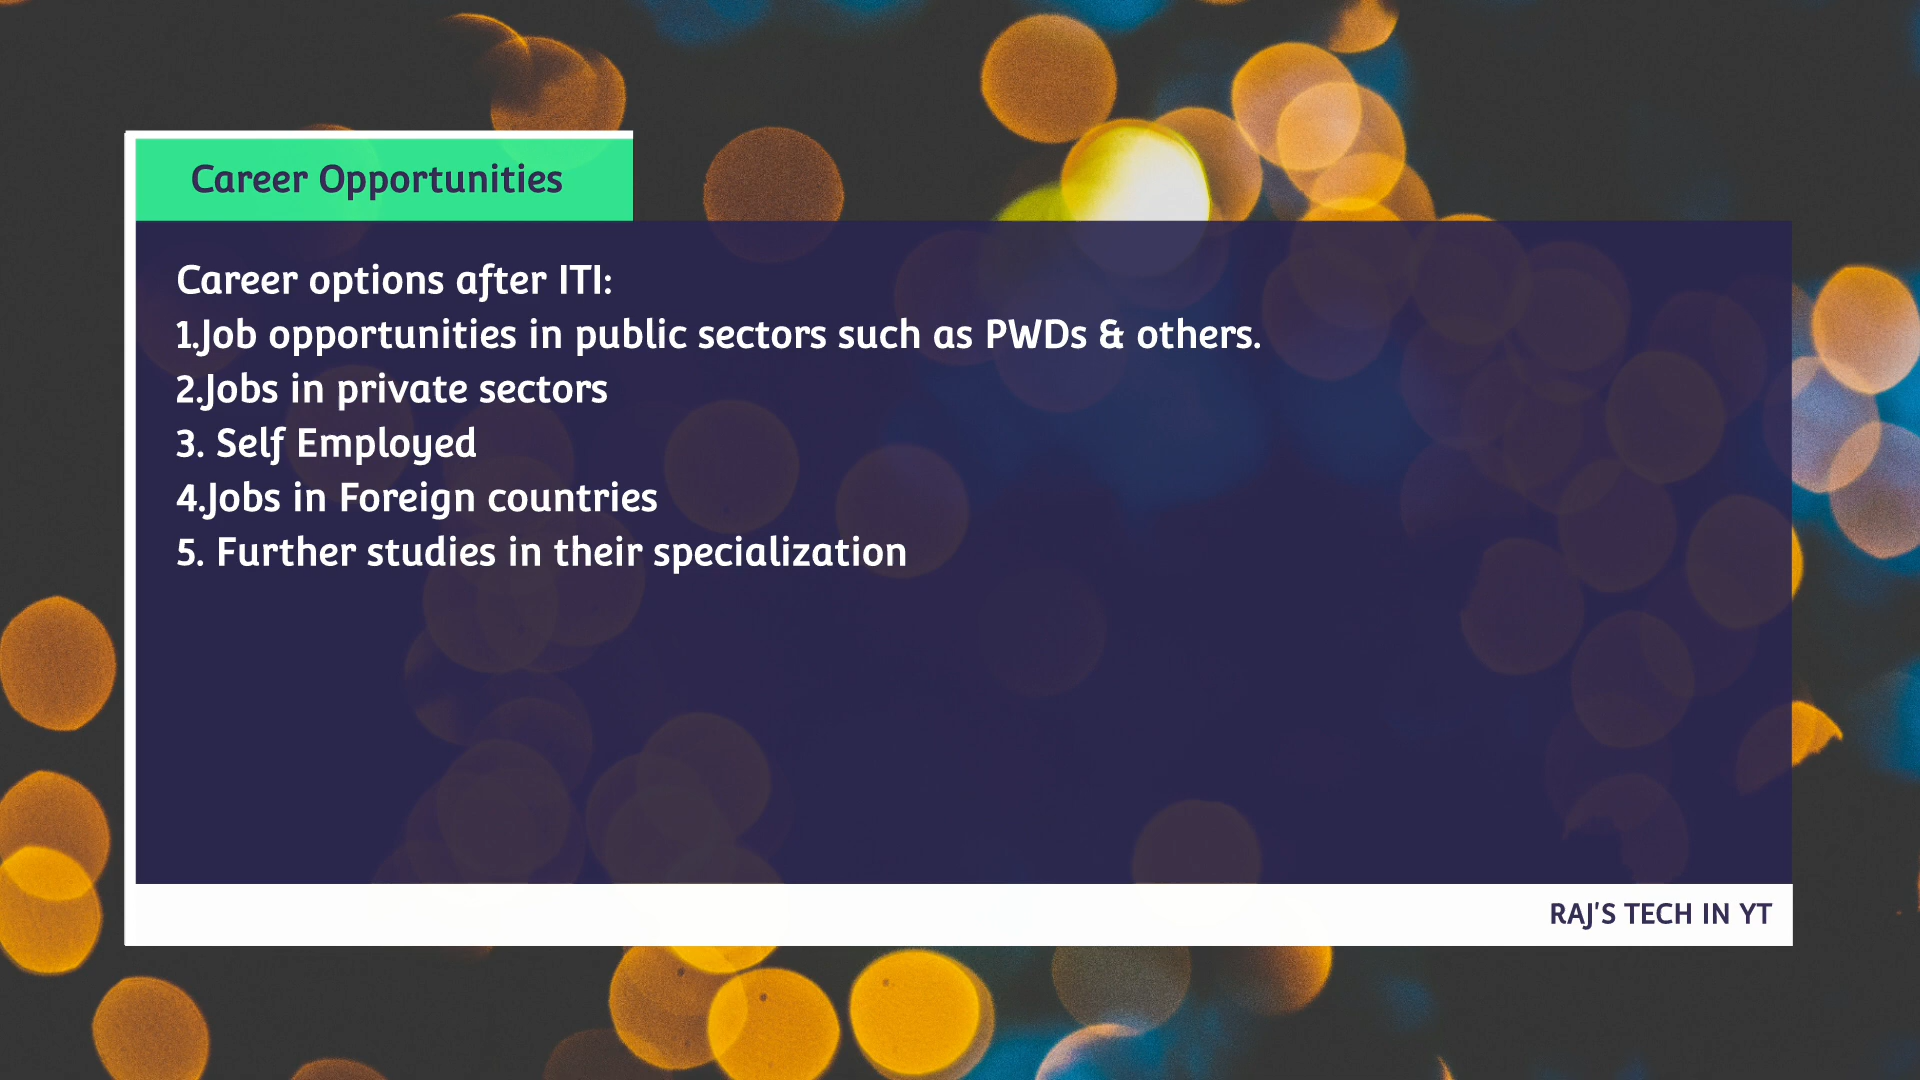 Career Opportunities
Career options after ITI:
1.Job opportunities in public sectors such as PWDs & others.
2.Jobs in private sectors
3. Self Employed
4.Jobs in Foreign countries
5. Further studies in their specialization
RAJ'S TECH IN YT